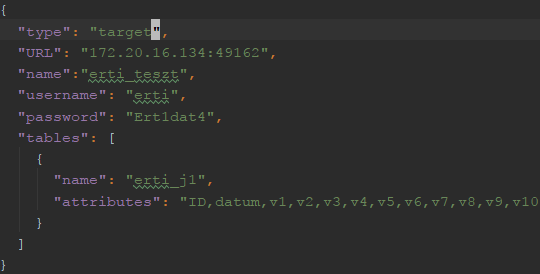 {
"type": "target",
"URL": "172.20.16.134:49162",
"name":"erti_teszt",
"username": "erti",
"password": "Ert1dat4",
"tables": [
{
"name": "erti_j1",
"attributes": "ID,datum,v1,v2,v3,v4,v5,v6,v7,v8,v9,v10
}
]
}